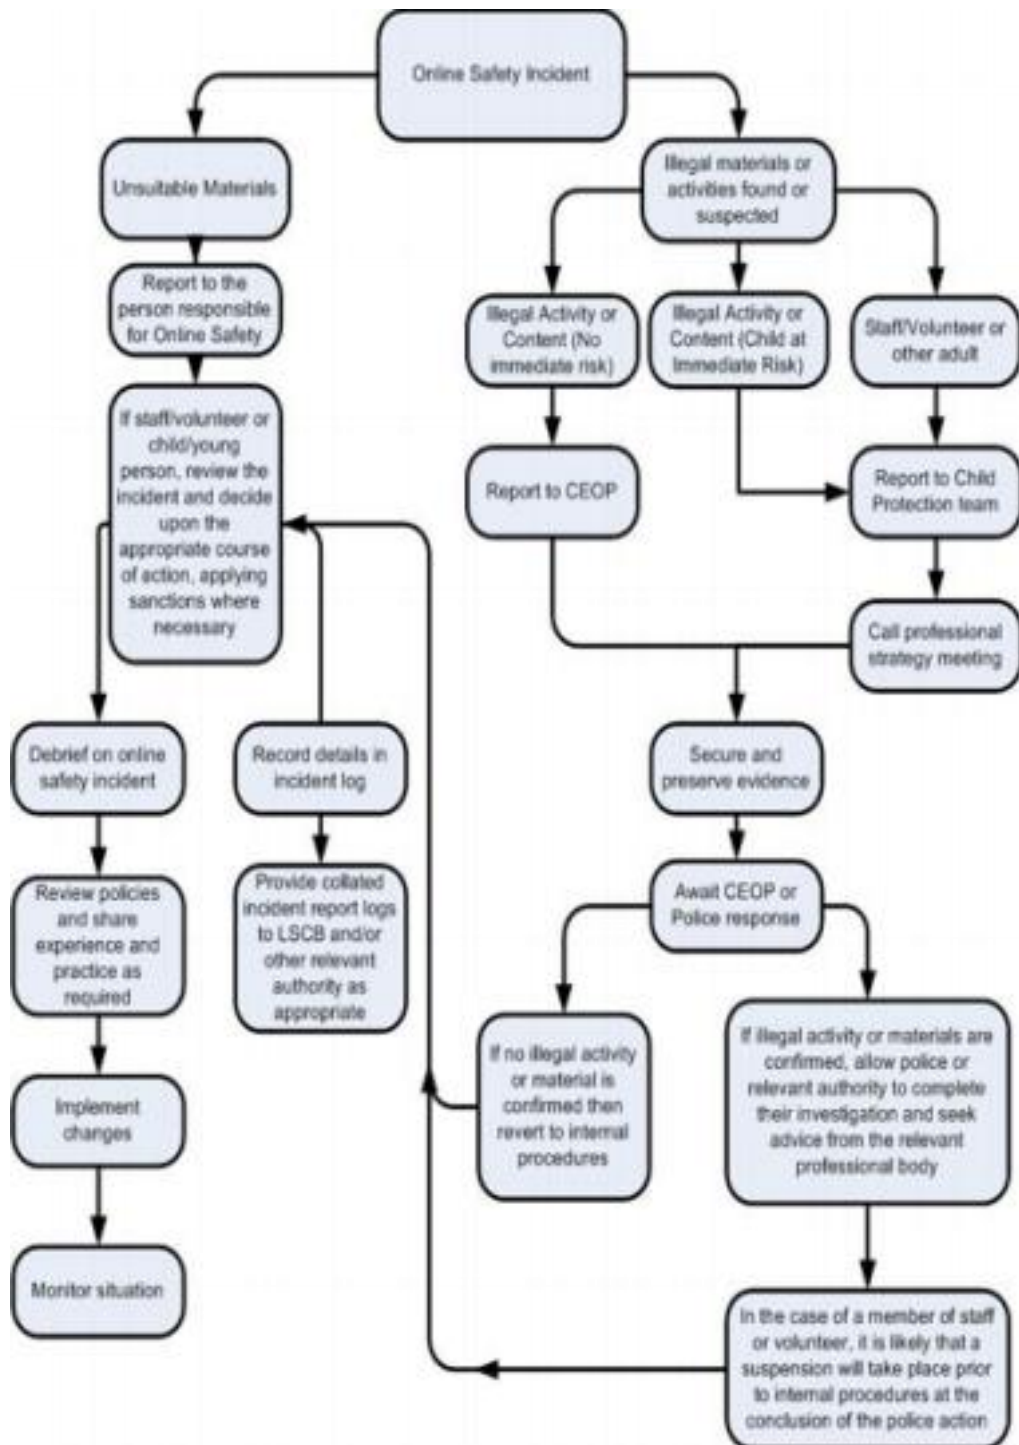 Online Safety Incident
Unsuitable Materials
Illegal materials or
activities found or
suspected
Report to the
person responsible
for Online Safety
Illegal Activity or
Content (No
immediate risk)
Illegal Activity or
Content (Child at
Immediate Risk)
Staff/Volunteer or
other adult
If staff/volunteer or
child/young
person, review the
incident and decide
upon the
appropriate course
of action, applying
sanctions where
necessary
Report to CEOP
Report to Child
Protection team
Call professional
strategy meeting
Debrief on online
safety incident
Record details in
incident log
Secure and
preserve evidence
Review policies
and share
experience and
practice as
required
Provide collated
incident report logs
to LSCB and/or
other relevant
authority as
appropriate
Await CEOP or
Police response
If no illegal activity
or material is
confirmed then
revert to internal
procedures
If illegal activity or materials are
confirmed, allow police or
relevant authority to complete
their investigation and seek
advice from the relevant
professional body
Implement
changes
Monitor situation
In the case of a member of staff
or volunteer, it is likely that a
suspension will take place prior
to internal procedures at the
conclusion of the police action